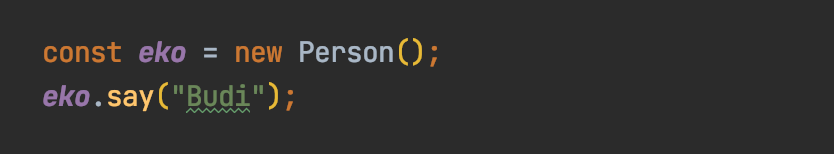 const eko = new Person();
eko.say("Budi");